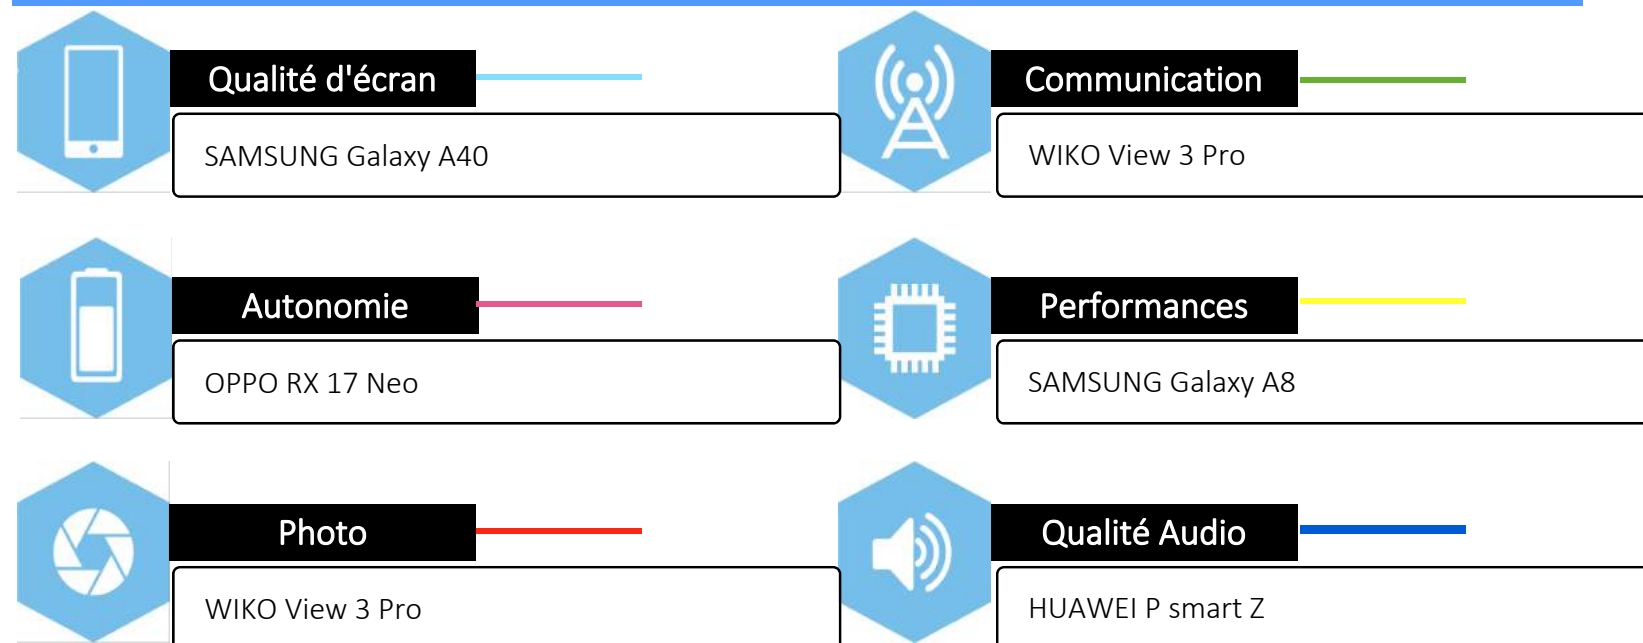 Qualité d'écran
SAMSUNG Galaxy A40
Communication
WIKO View 3 Pro
Autonomie
OPPO RX 17 Neo
Performances
SAMSUNG Galaxy A8
Photo
WIKO View 3 Pro
Qualité Audio
HUAWEI P smart Z